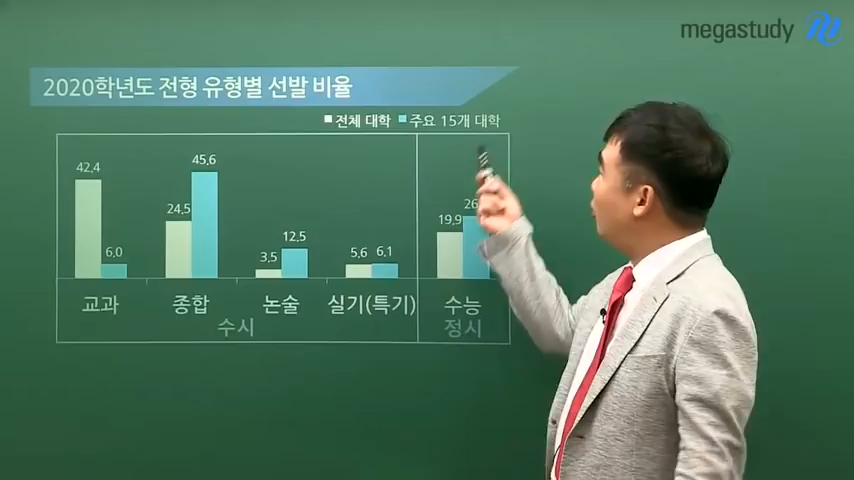 megastudy
2020학년도 전형 유형별 선발 비율
전체 대학 주요 15개 대학
42.4 6.0 24.5 45.6 3.5 12.5 5.6 6.1 19.9
교과 종합 논술 실기(특기) 수능
수시 정시